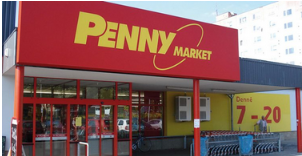 PENNY
MARKET
Denně
7 - 20